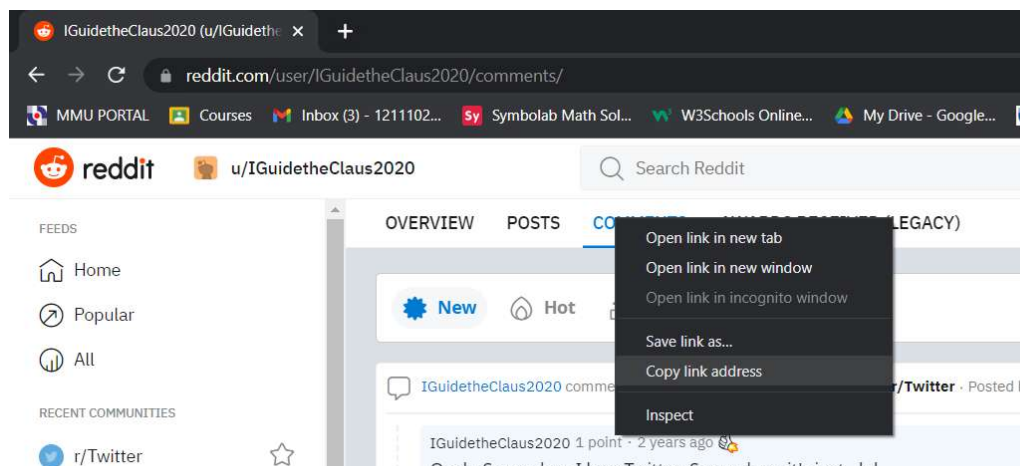 IGuidetheClaus2020 (u/IGuidethe
reddit.com/user/IGuidetheClaus2020/comments/
MMU PORTAL Courses Inbox (3) - 1211102... Sy Symbolab Math Sol... W3Schools Online... My Drive - Google...
reddit u/IGuidetheClaus2020 Search Reddit
FEEDS
Home
Popular
All
RECENT COMMUNITIES
r/Twitter
OVERVIEW POSTS LEGACY)
New Hot
IGuidetheClaus2020 r/Twitter · Posted
IGuidetheClaus2020 1 point · 2 years ago
Open link in new tab
Open link in new window
Open link in incognito window
Save link as...
Copy link address
Inspect